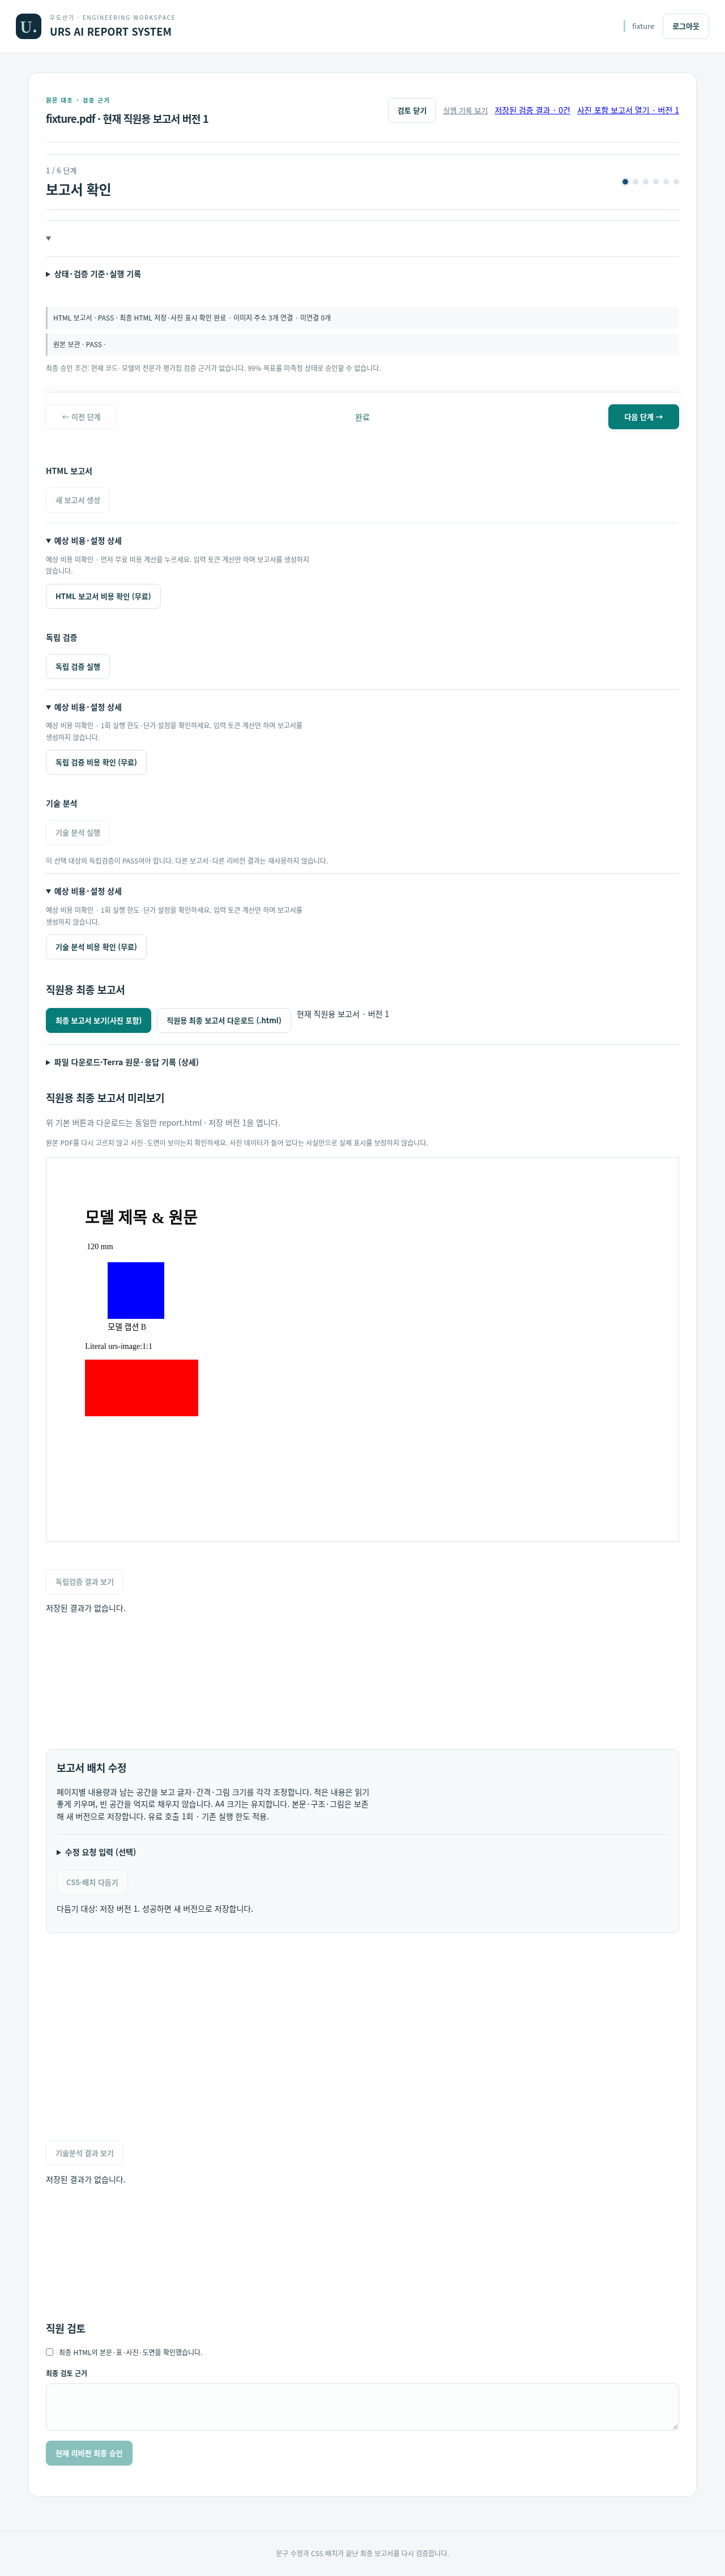 U.
우도산기 · ENGINEERING WORKSPACE
URS AI REPORT SYSTEM
fixture
로그아웃
원문 대조 · 검증 근거
fixture.pdf · 현재 직원용 보고서 버전 1
검토 닫기
실행 기록 보기
저장된 검증 결과 · 0건
사진 포함 보고서 열기 · 버전 1
1 / 6 단계
보고서 확인
▼
▶ 상태·검증 기준·실행 기록
HTML 보고서 · PASS · 최종 HTML 저장·사진 표시 확인 완료 · 이미지 주소 3개 연결 · 미연결 0개
원본 보관 · PASS ·
최종 승인 조건: 현재 코드·모델의 전문가 평가집 검증 근거가 없습니다. 99% 목표를 미측정 상태로 승인할 수 없습니다.
← 이전 단계
완료
다음 단계 →
HTML 보고서
새 보고서 생성
▼ 예상 비용·설정 상세
예상 비용 미확인 · 먼저 무료 비용 계산을 누르세요. 입력 토큰 계산만 하며 보고서를 생성하지
않습니다.
HTML 보고서 비용 확인 (무료)
독립 검증
독립 검증 실행
▼ 예상 비용·설정 상세
예상 비용 미확인 · 1회 실행 한도·단가 설정을 확인하세요. 입력 토큰 계산만 하며 보고서를
생성하지 않습니다.
독립 검증 비용 확인 (무료)
기술 분석
기술 분석 실행
이 선택 대상의 독립검증이 PASS여야 합니다. 다른 보고서·다른 리비전 결과는 재사용하지 않습니다.
▼ 예상 비용·설정 상세
예상 비용 미확인 · 1회 실행 한도·단가 설정을 확인하세요. 입력 토큰 계산만 하며 보고서를
생성하지 않습니다.
기술 분석 비용 확인 (무료)
직원용 최종 보고서
최종 보고서 보기(사진 포함)
직원용 최종 보고서 다운로드 (.html)
현재 직원용 보고서 · 버전 1
▶ 파일 다운로드·Terra 원문·응답 기록 (상세)
직원용 최종 보고서 미리보기
위 기본 버튼과 다운로드는 동일한 report.html · 저장 버전 1을 엽니다.
원본 PDF를 다시 고르지 않고 사진·도면이 보이는지 확인하세요. 사진 데이터가 들어 있다는 사실만으로 실제 표시를 보장하지 않습니다.
모델 제목 & 원문
120 mm
모델 캡션 B
Literal urs-image:1:1
독립검증 결과 보기
저장된 결과가 없습니다.
보고서 배치 수정
페이지별 내용량과 남는 공간을 보고 글자·간격·그림 크기를 각각 조정합니다. 적은 내용은 읽기
좋게 키우며, 빈 공간을 억지로 채우지 않습니다. A4 크기는 유지합니다. 본문·구조·그림은 보존
해 새 버전으로 저장합니다. 유료 호출 1회 · 기존 실행 한도 적용.
▶ 수정 요청 입력 (선택)
CSS·배치 다듬기
다듬기 대상: 저장 버전 1. 성공하면 새 버전으로 저장합니다.
기술분석 결과 보기
저장된 결과가 없습니다.
직원 검토
최종 HTML의 본문·표·사진·도면을 확인했습니다.
최종 검토 근거
현재 리비전 최종 승인
문구 수정과 CSS 배치가 끝난 최종 보고서를 다시 검증합니다.